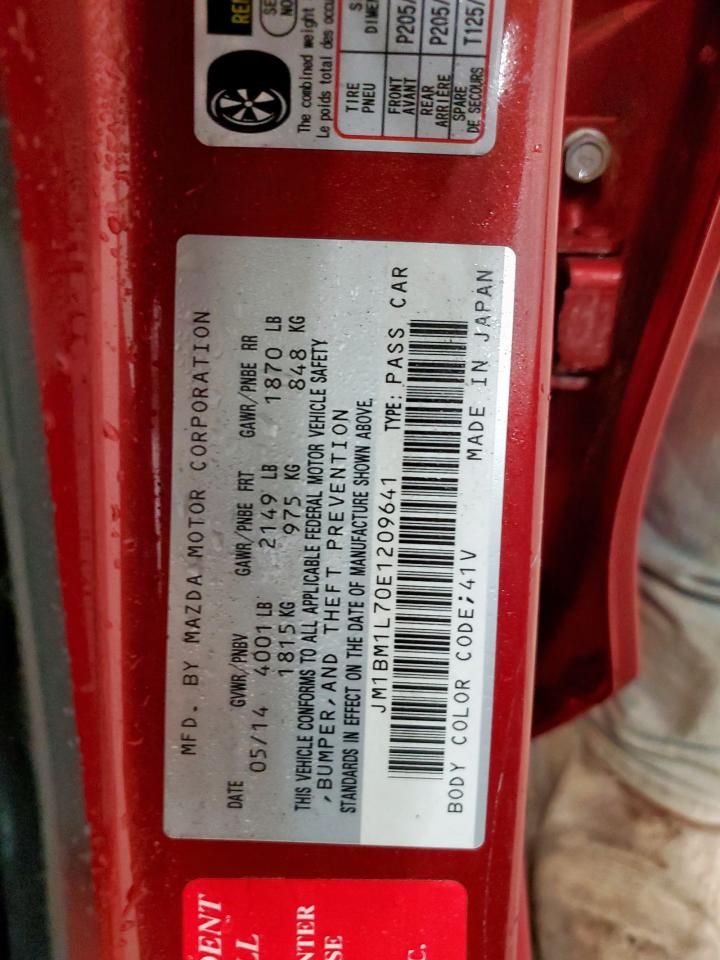 MFD. BY MAZDA MOTOR CORPORATION
DATE GVWR/PNBV GAWR/PNBE FRT GAWR/PNBE RR
05/14 4001 LB 2149 LB 1870 LB
1815 KG 975 KG 848 KG
THIS VEHICLE CONFORMS TO ALL APPLICABLE FEDERAL MOTOR VEHICLE SAFETY
,BUMPER, AND THEFT PREVENTION
STANDARDS IN EFFECT ON THE DATE OF MANUFACTURE SHOWN ABOVE.
JM1BM1L70E1209641 TYPE: PASS CAR
BODY COLOR CODE;41V MADE IN JAPAN
The combined weight
Le poids total des occu
TIRE
PNEU
FRONT
AVANT
P205/
REAR
ARRIÈRE
P205/
SPARE
DE SECOURS
T125/
DENT
LL
NTER
SE
C.